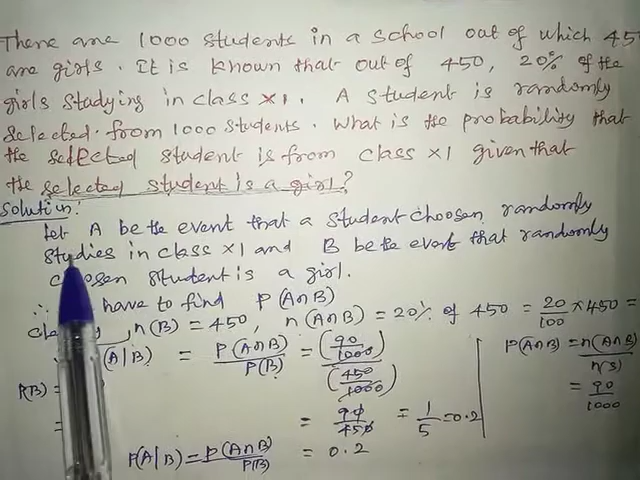 There are 1000 students in a school out of which 450
are girls. It is known that out of 450, 20% of the
girls studying in class x1. A student is randomly
selected from 1000 students. What is the probability that
the selected student is from class x1 given that
the selected student is a girl?
Solution:
let A be the event that a student choosen randomly
studies in class x1 and B be the event that randomly
student is a girl.
∴ have to find P(A∩B)
n(B) = 450, n(A∩B) = 20% of 450 = 20/100 × 450 =
(A|B) = P(A∩B)/P(B) = (90/1000)/(450/1000)
P(A∩B) = n(A∩B)/n(S)
P(B) =
= 90/1000
= 90/450 = 1/5 = 0.2
P(A|B) = P(A∩B)/P(B) = 0.2